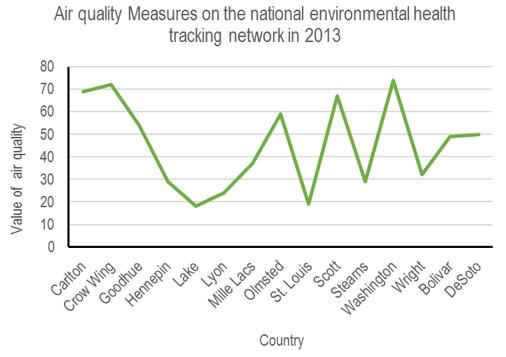 Air quality Measures on the national environmental health
tracking network in 2013
80
70
60
50
40
30
20
10
0
Value of air quality
Carlton
Crow Wing
Goodhue
Hennepin
Lake
Lyon
Mille Lacs
Olmsted
St. Louis
Scott
Stearns
Washington
Wright
Bolivar
DeSoto
Country